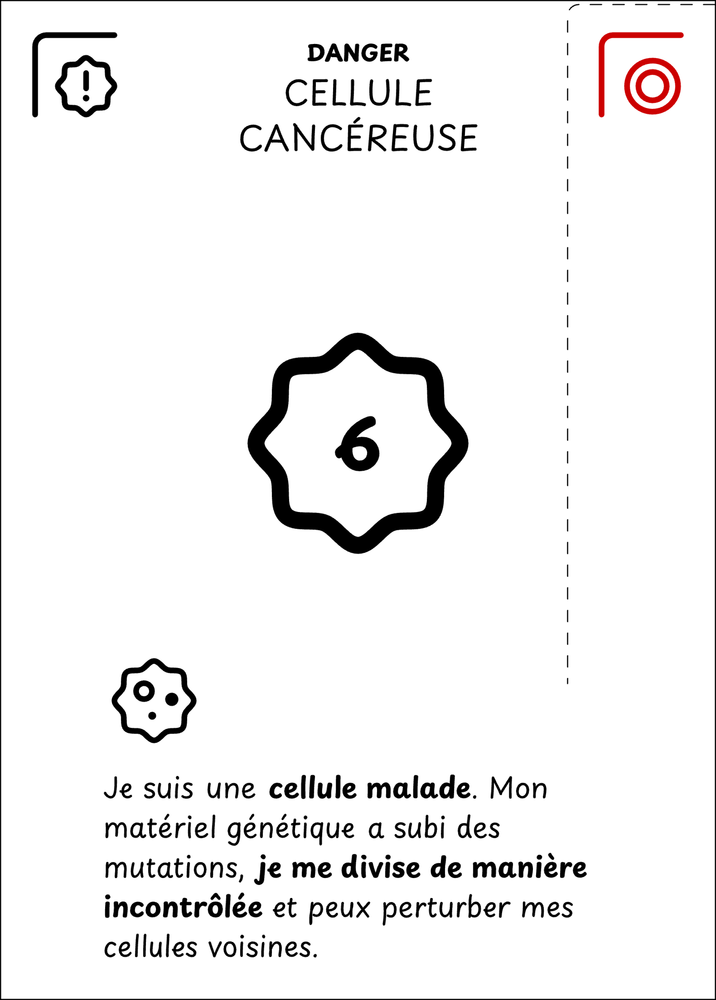 !
DANGER
CELLULE
CANCÉREUSE
6
Je suis une cellule malade. Mon
matériel génétique a subi des
mutations, je me divise de manière
incontrôlée et peux perturber mes
cellules voisines.